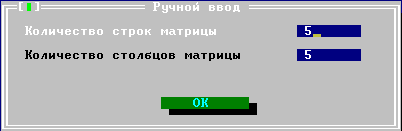 Ручной ввод
Количество строк матрицы 5
Количество столбцов матрицы 5
OK